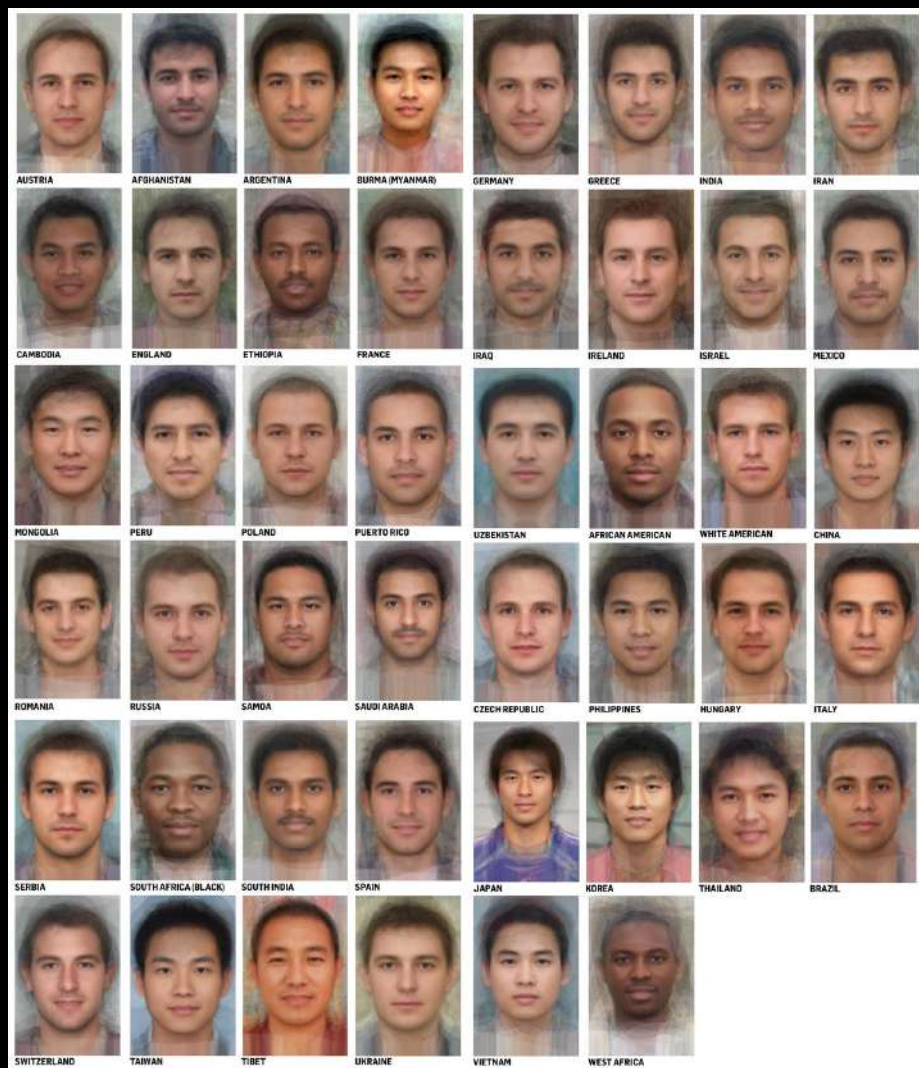 AUSTRIA
AFGHANISTAN
ARGENTINA
BURMA (MYANMAR)
GERMANY
GREECE
INDIA
IRAN
CAMBODIA
ENGLAND
ETHIOPIA
FRANCE
IRAQ
IRELAND
ISRAEL
MEXICO
MONGOLIA
PERU
POLAND
PUERTO RICO
UZBEKISTAN
AFRICAN AMERICAN
WHITE AMERICAN
CHINA
ROMANIA
RUSSIA
SAMOA
SAUDI ARABIA
CZECH REPUBLIC
PHILIPPINES
HUNGARY
ITALY
SERBIA
SOUTH AFRICA (BLACK)
SOUTH INDIA
SPAIN
JAPAN
KOREA
THAILAND
BRAZIL
SWITZERLAND
TAIWAN
TIBET
UKRAINE
VIETNAM
WEST AFRICA